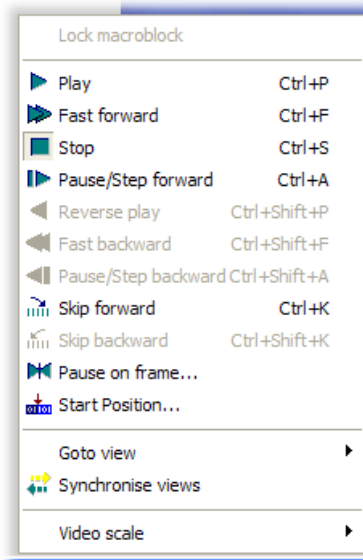 Lock macroblock
Play Ctrl+P
Fast forward Ctrl+F
Stop Ctrl+S
Pause/Step forward Ctrl+A
Reverse play Ctrl+Shift+P
Fast backward Ctrl+Shift+F
Pause/Step backward Ctrl+Shift+A
Skip forward Ctrl+K
Skip backward Ctrl+Shift+K
Pause on frame...
Start Position...
Goto view
Synchronise views
Video scale